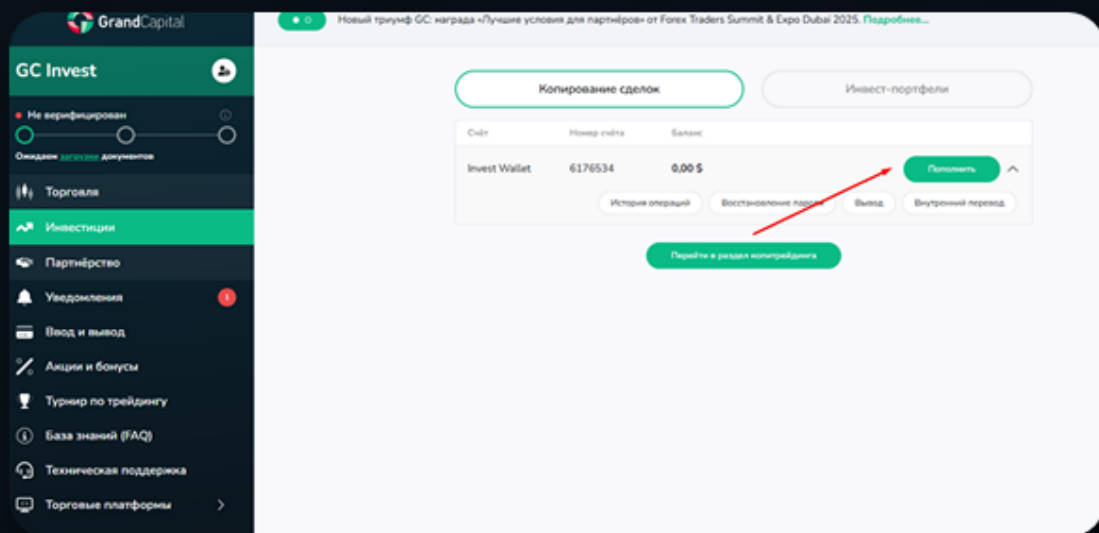 GrandCapital
Новый триумф GC: награда «Лучшие условия для партнёров» от Forex Traders Summit & Expo Dubai 2025. Подробнее...
GC Invest
Не верифицирован
Ожидаем загрузки документов
Торговля
Инвестиции
Партнёрство
Уведомления 1
Ввод и вывод
Акции и бонусы
Турнир по трейдингу
База знаний (FAQ)
Техническая поддержка
Торговые платформы
Копирование сделок Инвест-портфели
Счёт Номер счёта Баланс
Invest Wallet 6176534 0,00 $ Пополнить
История операций Восстановление пароля Вывод Внутренний перевод
Перейти в раздел копитрейдинга